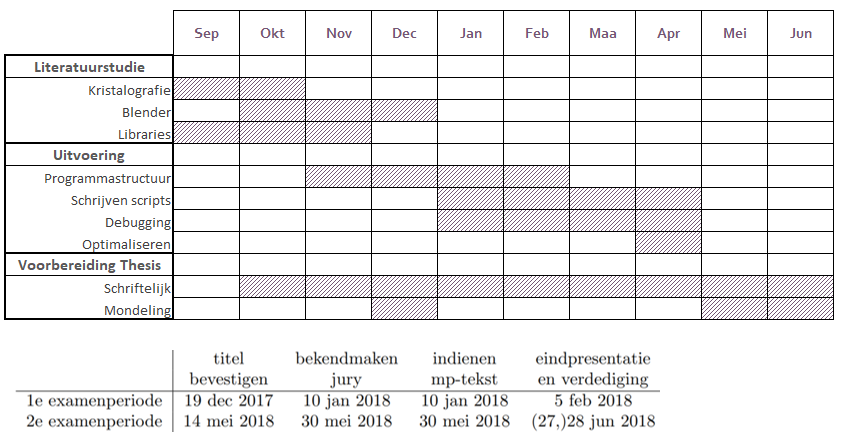 Sep Okt Nov Dec Jan Feb Maa Apr Mei Jun
Literatuurstudie
Kristalografie
Blender
Libraries
Uitvoering
Programmastructuur
Schrijven scripts
Debugging
Optimaliseren
Voorbereiding Thesis
Schriftelijk
Mondeling
titel bekendmaken indienen eindpresentatie
bevestigen jury mp-tekst en verdediging
1e examenperiode 19 dec 2017 10 jan 2018 10 jan 2018 5 feb 2018
2e examenperiode 14 mei 2018 30 mei 2018 30 mei 2018 (27,)28 jun 2018